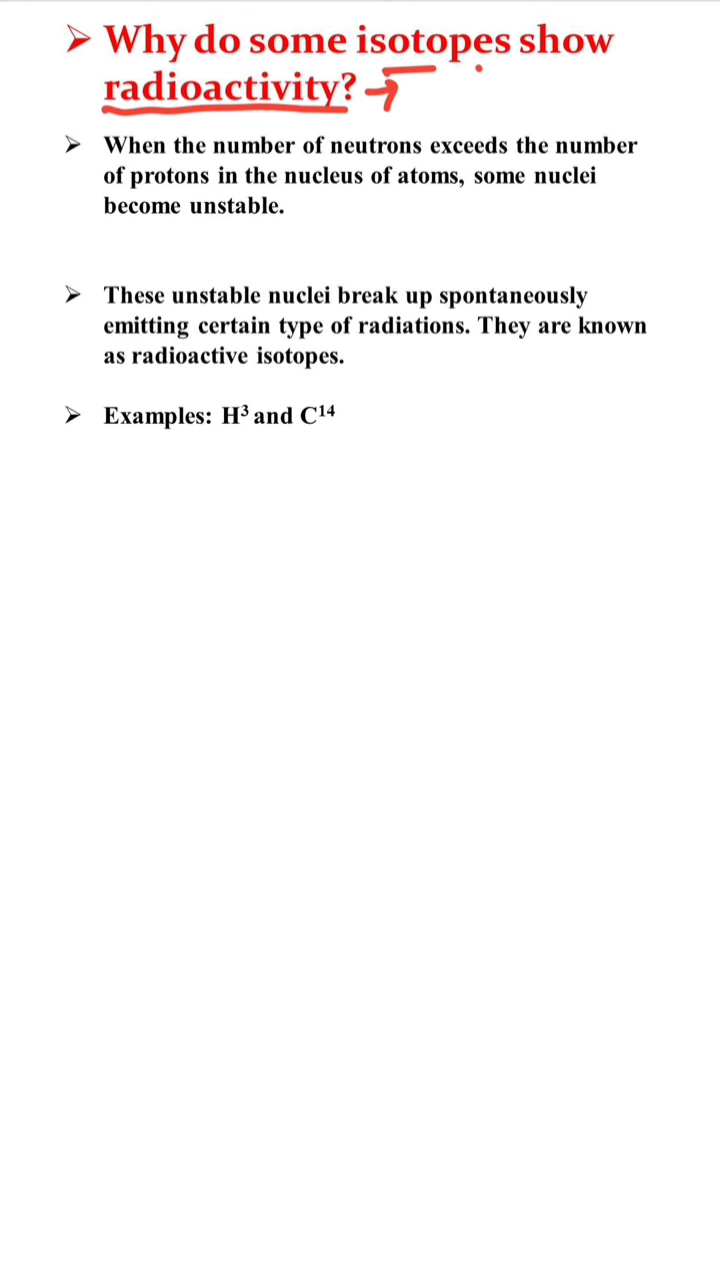 ➢ Why do some isotopes show
radioactivity?
➢ When the number of neutrons exceeds the number
of protons in the nucleus of atoms, some nuclei
become unstable.
➢ These unstable nuclei break up spontaneously
emitting certain type of radiations. They are known
as radioactive isotopes.
➢ Examples: H³ and C¹⁴